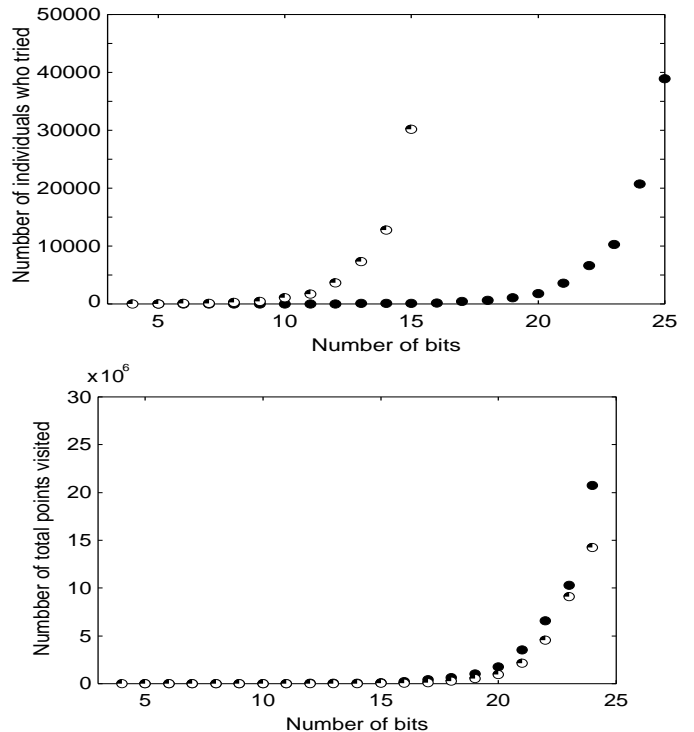 50000
40000
30000
20000
10000
0
Numbber of individuals who tried
5 10 15 20 25
Number of bits
x10^6
30
25
20
15
10
5
0
Numbber of total points visited
5 10 15 20 25
Number of bits